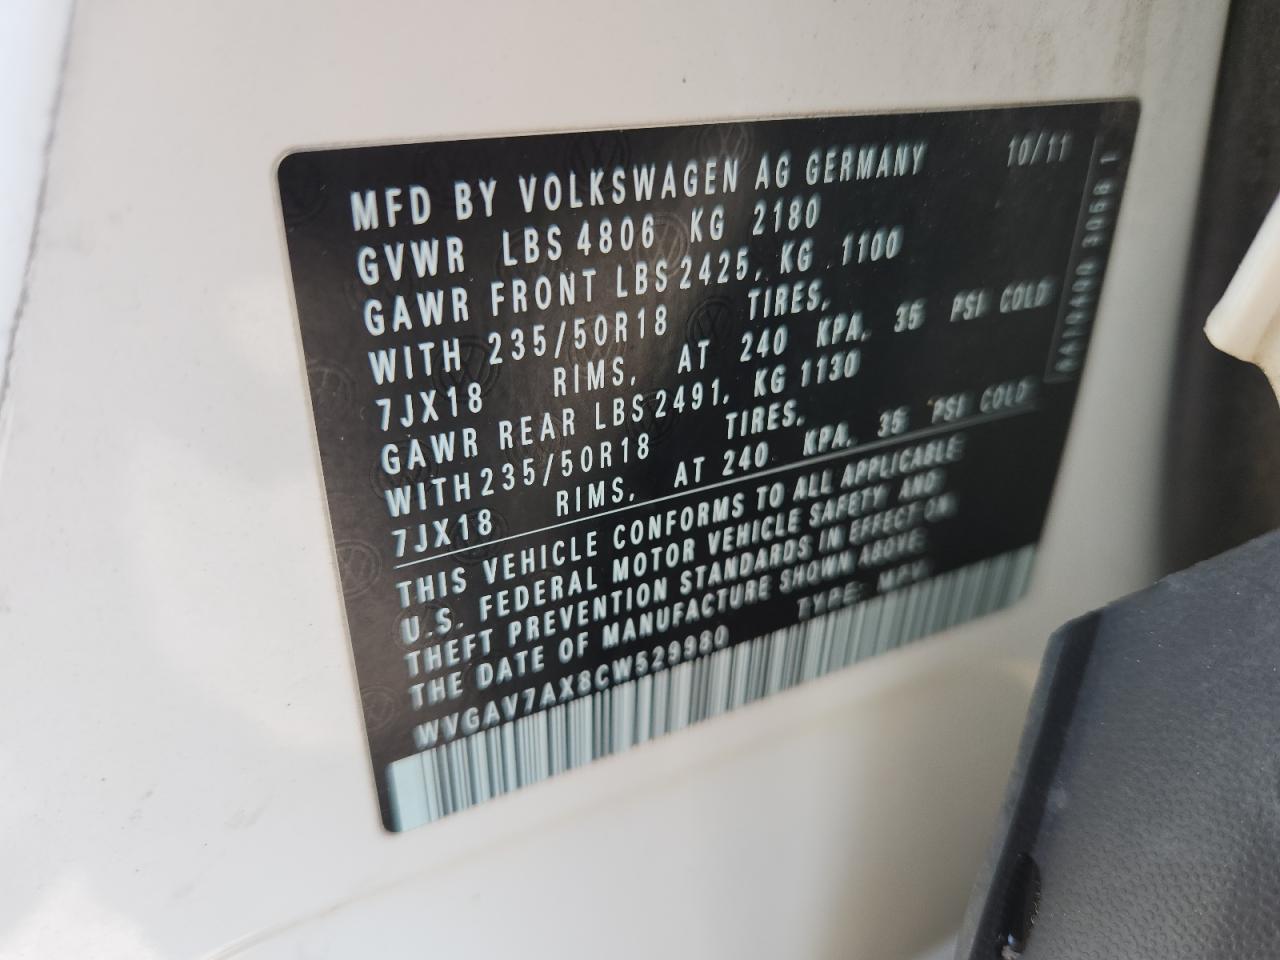 MFD BY VOLKSWAGEN AG GERMANY 10/11
GVWR LBS 4806 KG 2180
GAWR FRONT LBS 2425, KG 1100
WITH 235/50R18 TIRES,
7JX18 RIMS, AT 240 KPA, 35 PSI COLD
GAWR REAR LBS 2491, KG 1130
WITH 235/50R18 TIRES,
7JX18 RIMS, AT 240 KPA, 35 PSI COLD
THIS VEHICLE CONFORMS TO ALL APPLICABLE
U.S. FEDERAL MOTOR VEHICLE SAFETY AND
THEFT PREVENTION STANDARDS IN EFFECT ON
THE DATE OF MANUFACTURE SHOWN ABOVE
WVGAV7AX8CW529980 TYPE: MPV